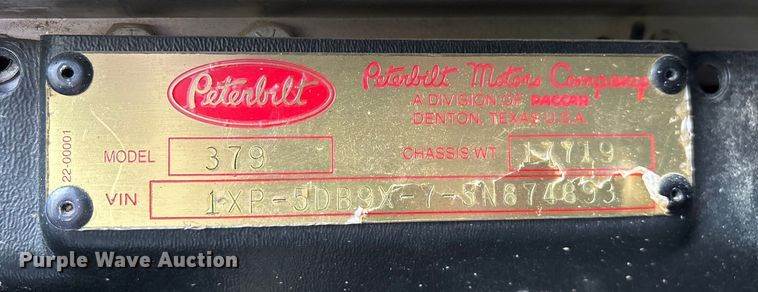 Peterbilt
Peterbilt Motors Company
A DIVISION OF PACCAR
DENTON, TEXAS U.S.A.
22-00001
MODEL 379 CHASSIS WT 17719
VIN 1XP-5DB9X-7-SN874893
Purple Wave Auction